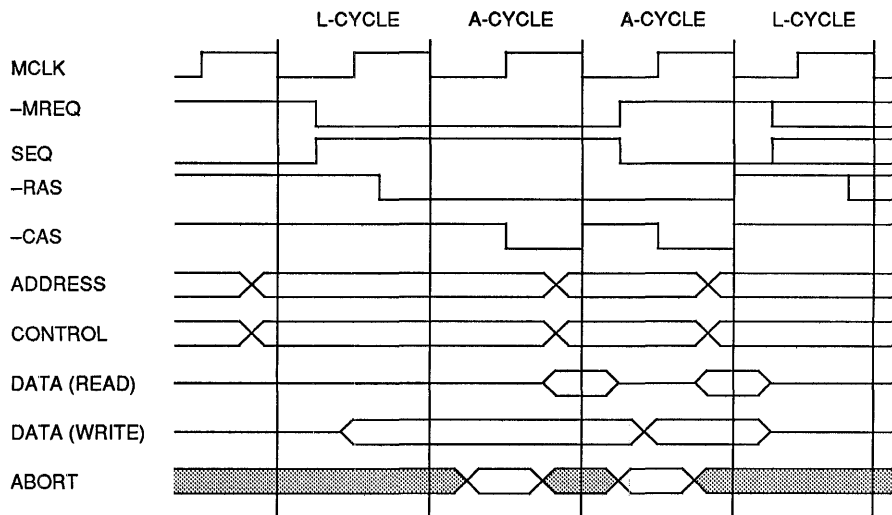 L-CYCLE A-CYCLE A-CYCLE L-CYCLE
MCLK
–MREQ
SEQ
–RAS
–CAS
ADDRESS
CONTROL
DATA (READ)
DATA (WRITE)
ABORT